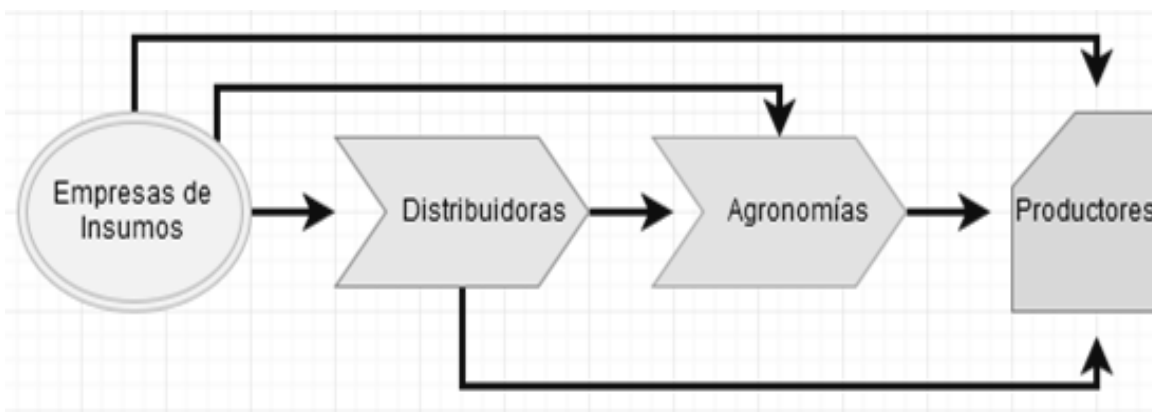 Empresas de
Insumos
Distribuidoras
Agronomías
Productores